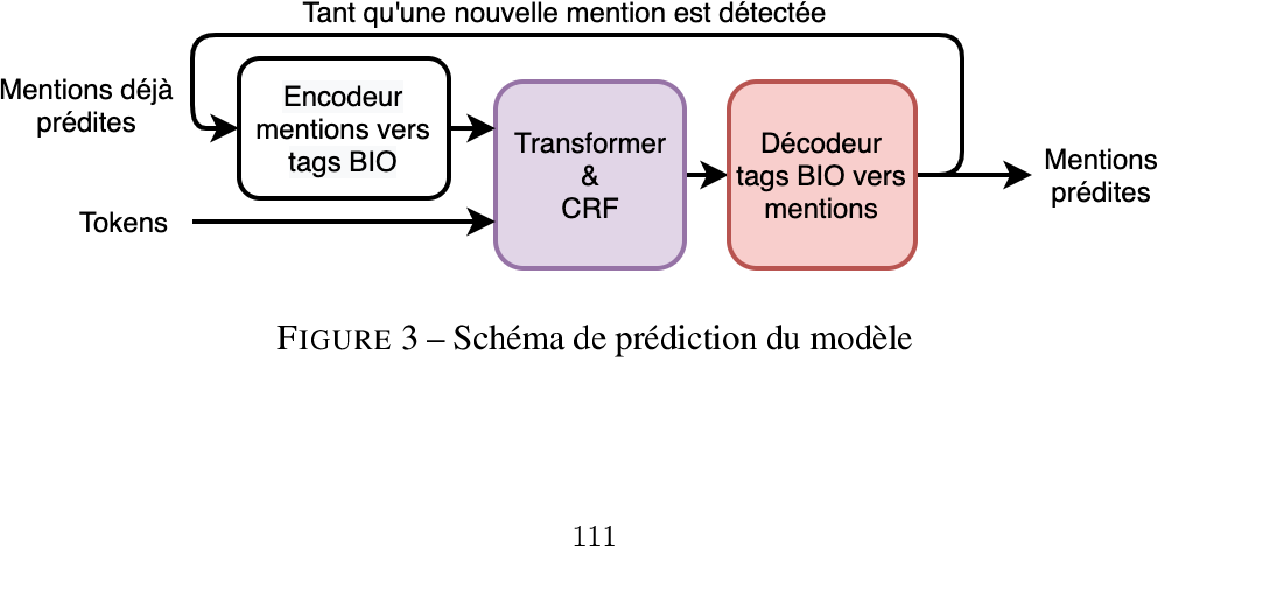 Tant qu'une nouvelle mention est détectée
Mentions déjà
prédites
Encodeur
mentions vers
tags BIO
Tokens
Transformer
&
CRF
Décodeur
tags BIO vers
mentions
Mentions
prédites
FIGURE 3 – Schéma de prédiction du modèle
111